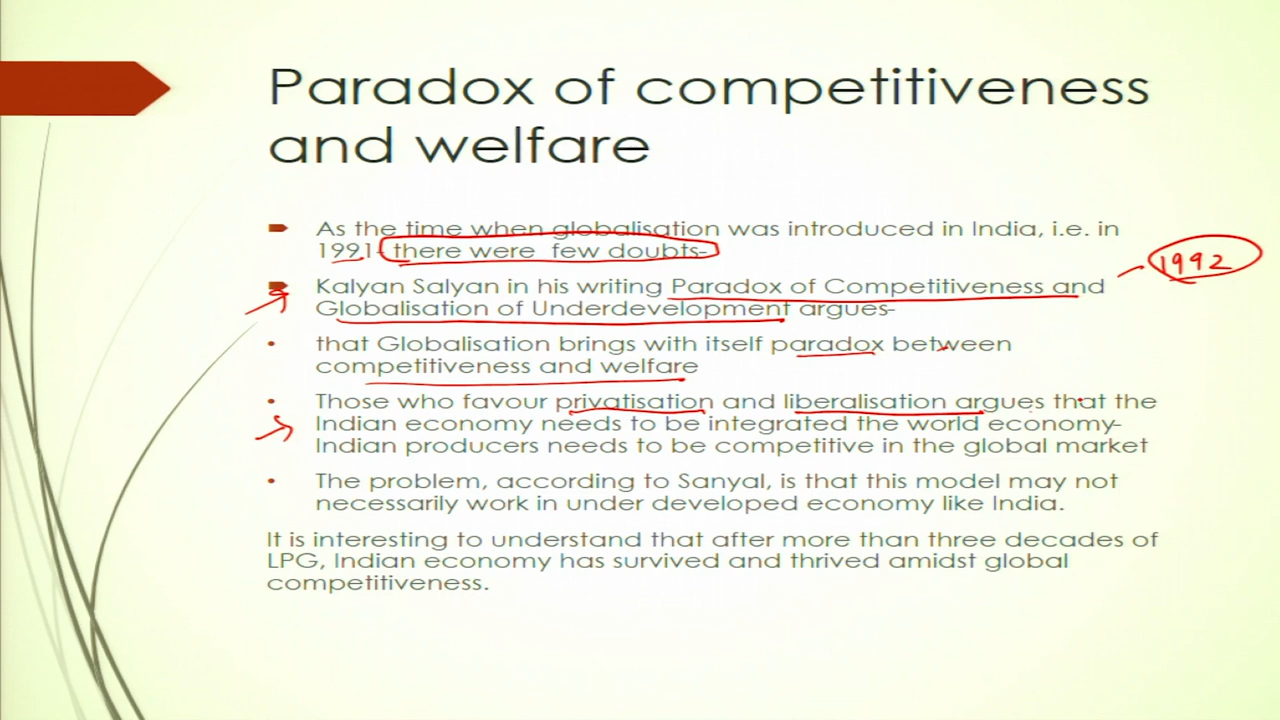 Paradox of competitiveness
and welfare
As the time when globalisation was introduced in India, i.e. in
1991- there were few doubts-
1992
Kalyan Salyan in his writing Paradox of Competitiveness and
Globalisation of Underdevelopment argues-
that Globalisation brings with itself paradox between
competitiveness and welfare
Those who favour privatisation and liberalisation argues that the
Indian economy needs to be integrated the world economy-
Indian producers needs to be competitive in the global market
The problem, according to Sanyal, is that this model may not
necessarily work in under developed economy like India.
It is interesting to understand that after more than three decades of
LPG, Indian economy has survived and thrived amidst global
competitiveness.